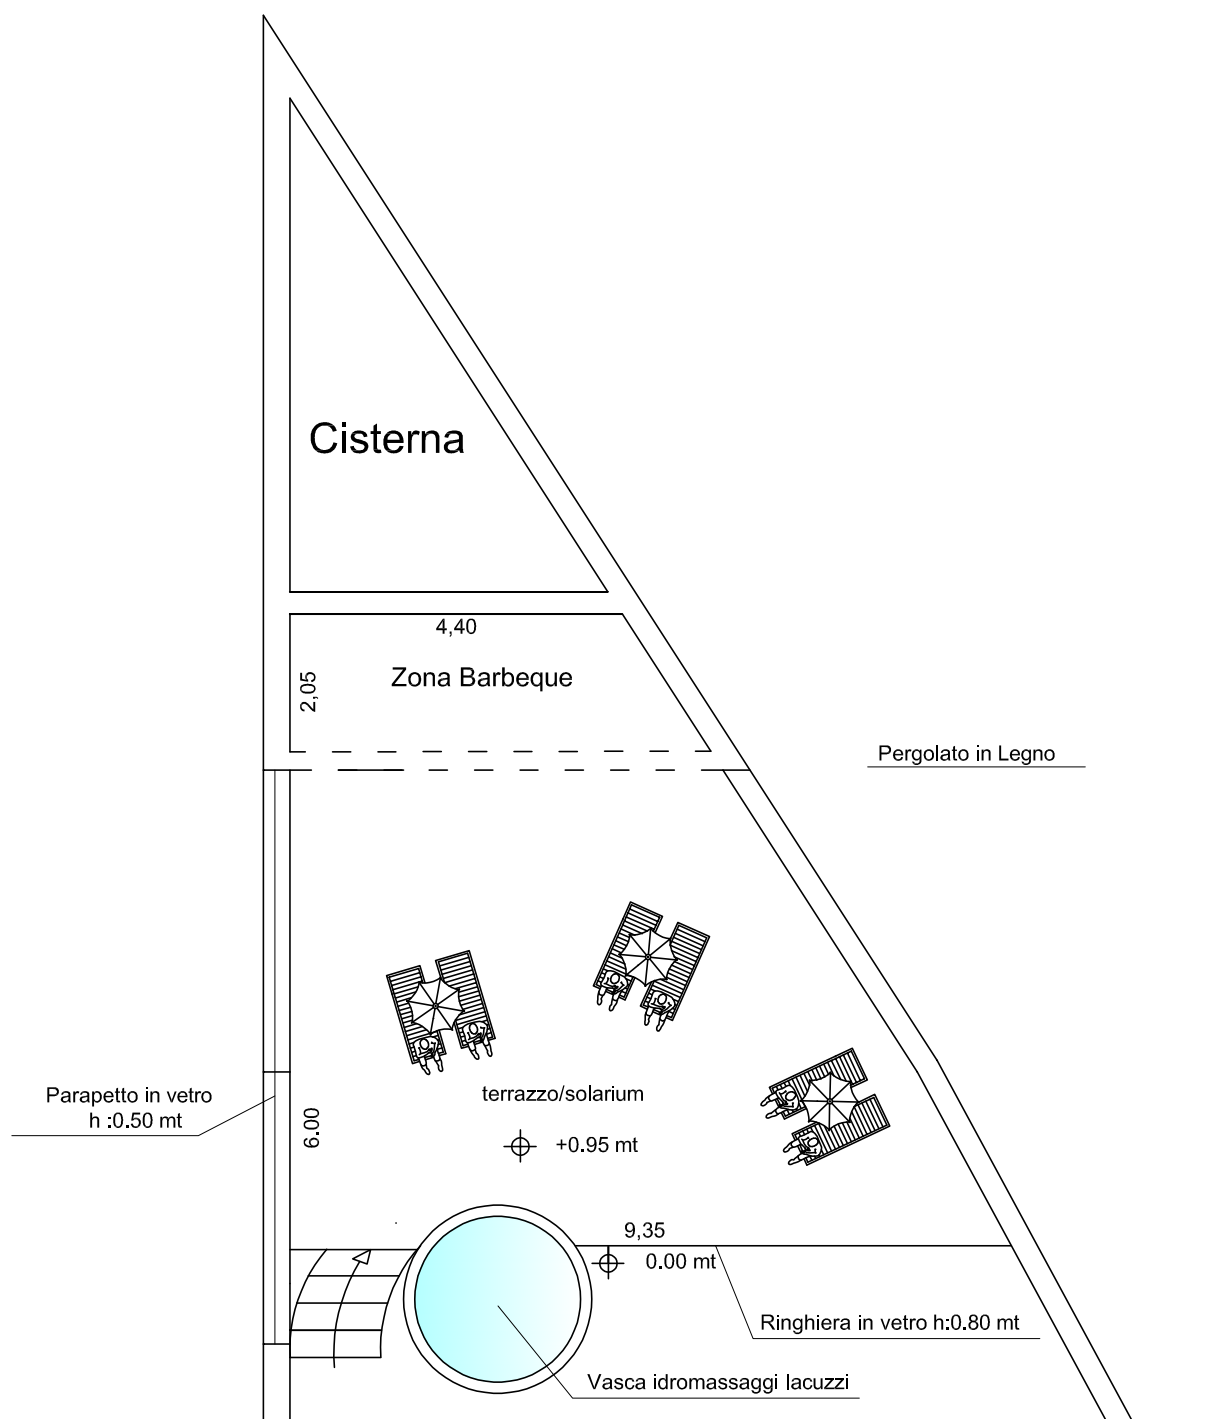 Cisterna
4,40
Zona Barbeque
2,05
Pergolato in Legno
Parapetto in vetro
h :0.50 mt
terrazzo/solarium
6.00
+0.95 mt
9,35
0.00 mt
Ringhiera in vetro h:0.80 mt
Vasca idromassaggi Iacuzzi